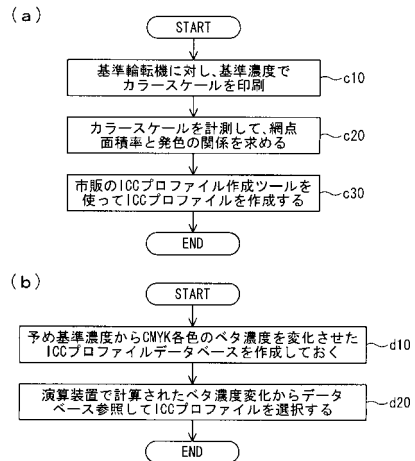 (a)
START
基準輪転機に対し、基準濃度で
カラースケールを印刷
c10
カラースケールを計測して、網点
面積率と発色の関係を求める
c20
市販のICCプロファイル作成ツールを
使ってICCプロファイルを作成する
c30
END
(b)
START
予め基準濃度からCMYK各色のベタ濃度を変化させた
ICCプロファイルデータベースを作成しておく
d10
演算装置で計算されたベタ濃度変化からデータ
ベース参照してICCプロファイルを選択する
d20
END